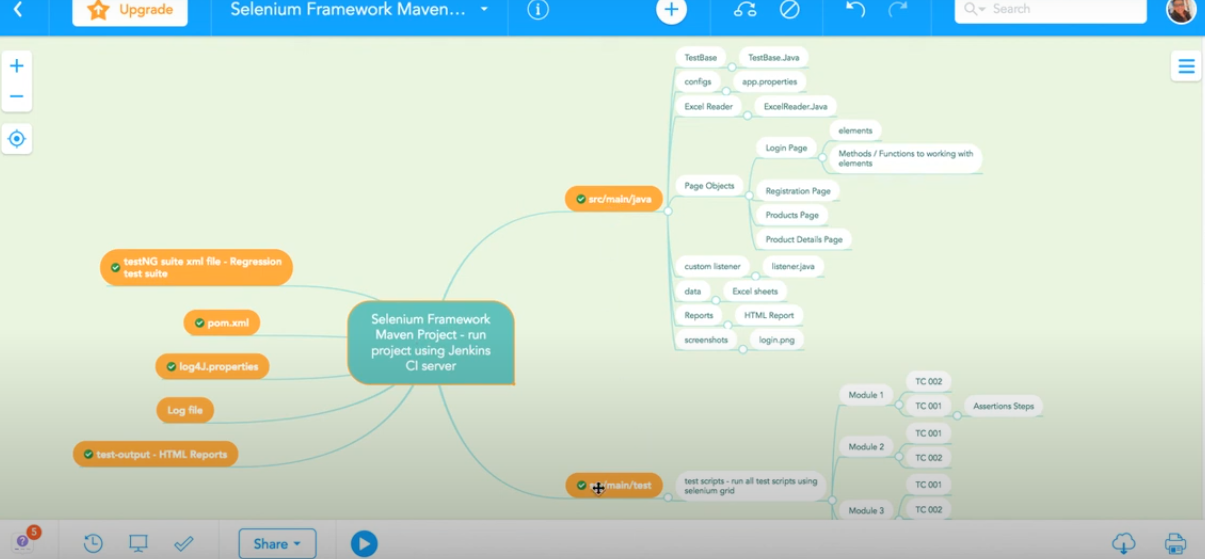 Upgrade
Selenium Framework Maven...
Search
TestBase
TestBase.Java
configs
app.properties
Excel Reader
ExcelReader.Java
elements
Login Page
Methods / Functions to working with
elements
Page Objects
src/main/java
Registration Page
Products Page
Product Details Page
custom listener
listener.java
data
Excel sheets
Reports
HTML Report
screenshots
login.png
testNG suite xml file - Regression
test suite
pom.xml
log4J.properties
Log file
test-output - HTML Reports
Selenium Framework
Maven Project - run
project using Jenkins
CI server
/main/test
test scripts - run all test scripts using
selenium grid
Module 1
TC 002
TC 001
Assertions Steps
Module 2
TC 001
TC 002
Module 3
TC 001
TC 002
5
Share